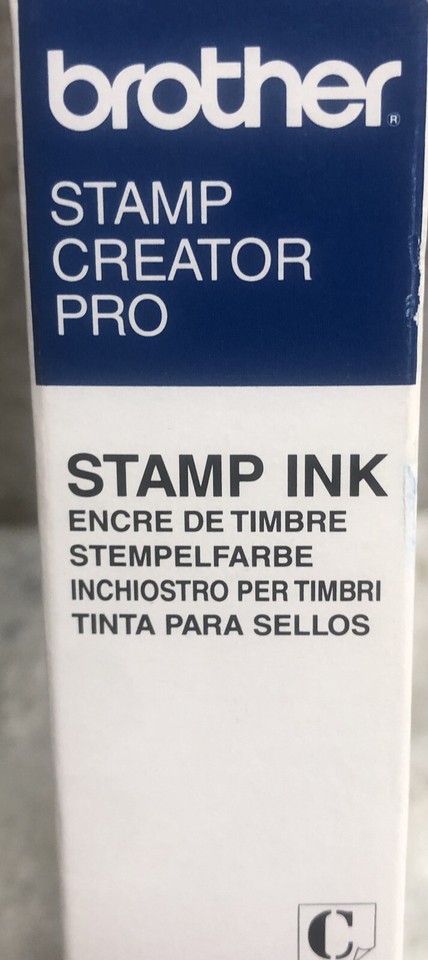 brother®
STAMP
CREATOR
PRO
STAMP INK
ENCRE DE TIMBRE
STEMPELFARBE
INCHIOSTRO PER TIMBRI
TINTA PARA SELLOS
C